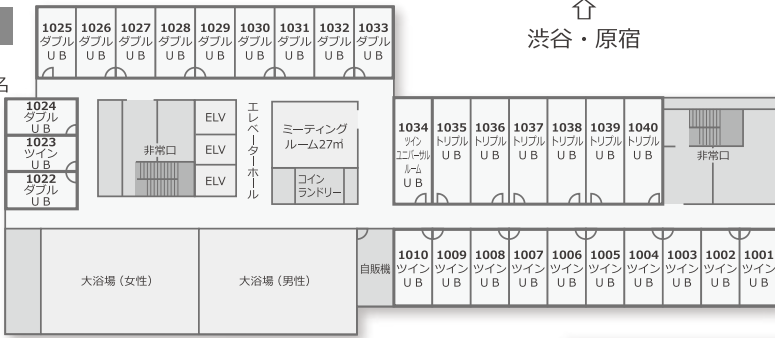 渋谷・原宿
名
1025
ダブル
UB
1026
ダブル
UB
1027
ダブル
UB
1028
ダブル
UB
1029
ダブル
UB
1030
ダブル
UB
1031
ダブル
UB
1032
ダブル
UB
1033
ダブル
UB
1024
ダブル
UB
1023
ツイン
UB
1022
ダブル
UB
非常口
ELV
ELV
ELV
エレベーターホール
ミーティング
ルーム27㎡
コイン
ランドリー
1034
ツイン
ユニバーサル
ルーム
UB
1035
トリプル
UB
1036
トリプル
UB
1037
トリプル
UB
1038
トリプル
UB
1039
トリプル
UB
1040
トリプル
UB
非常口
大浴場（女性）
大浴場（男性）
自販機
1010
ツイン
UB
1009
ツイン
UB
1008
ツイン
UB
1007
ツイン
UB
1006
ツイン
UB
1005
ツイン
UB
1004
ツイン
UB
1003
ツイン
UB
1002
ツイン
UB
1001
ツイン
UB